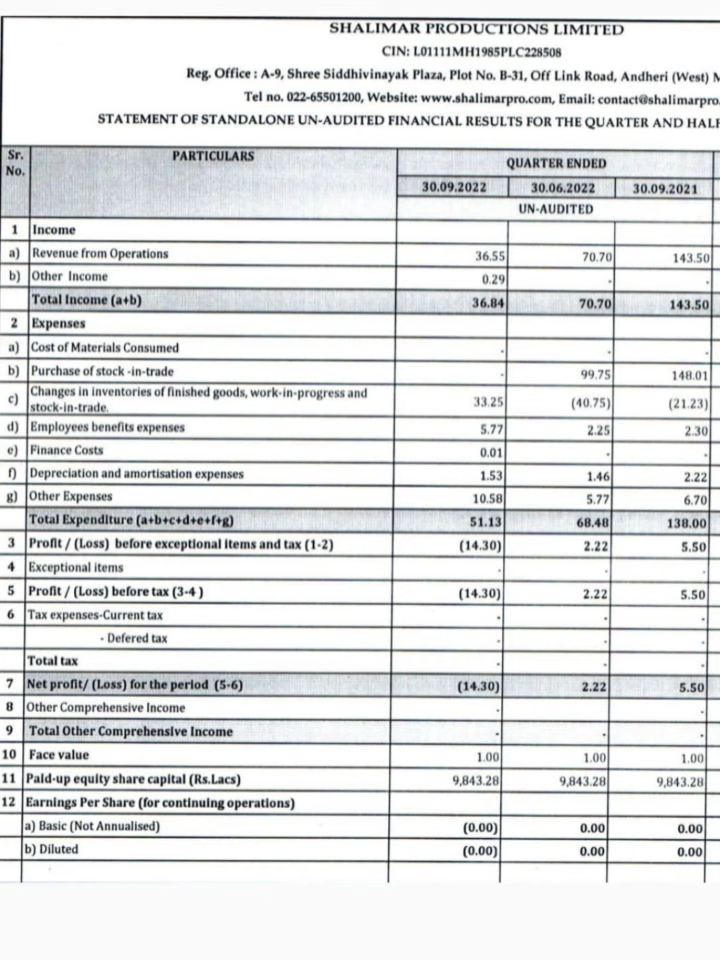 SHALIMAR PRODUCTIONS LIMITED
CIN: L01111MH1985PLC228508
Reg. Office : A-9, Shree Siddhivinayak Plaza, Plot No. B-31, Off Link Road, Andheri (West) M
Tel no. 022-65501200, Website: www.shalimarpro.com, Email: contact@shalimarpro.
STATEMENT OF STANDALONE UN-AUDITED FINANCIAL RESULTS FOR THE QUARTER AND HALF
Sr. No. PARTICULARS QUARTER ENDED
30.09.2022 30.06.2022 30.09.2021
UN-AUDITED
1 Income
a) Revenue from Operations 36.55 70.70 143.50
b) Other Income 0.29 - -
Total Income (a+b) 36.84 70.70 143.50
2 Expenses
a) Cost of Materials Consumed - - -
b) Purchase of stock -in-trade - 99.75 148.01
c) Changes in inventories of finished goods, work-in-progress and
stock-in-trade. 33.25 (40.75) (21.23)
d) Employees benefits expenses 5.77 2.25 2.30
e) Finance Costs 0.01 - -
f) Depreciation and amortisation expenses 1.53 1.46 2.22
g) Other Expenses 10.58 5.77 6.70
Total Expenditure (a+b+c+d+e+f+g) 51.13 68.48 138.00
3 Profit / (Loss) before exceptional items and tax (1-2) (14.30) 2.22 5.50
4 Exceptional items - - -
5 Profit / (Loss) before tax (3-4 ) (14.30) 2.22 5.50
6 Tax expenses-Current tax - - -
- Defered tax - - -
Total tax - - -
7 Net profit/ (Loss) for the period (5-6) (14.30) 2.22 5.50
8 Other Comprehensive Income - - -
9 Total Other Comprehensive Income - - -
10 Face value 1.00 1.00 1.00
11 Paid-up equity share capital (Rs.Lacs) 9,843.28 9,843.28 9,843.28
12 Earnings Per Share (for continuing operations)
a) Basic (Not Annualised) (0.00) 0.00 0.00
b) Diluted (0.00) 0.00 0.00